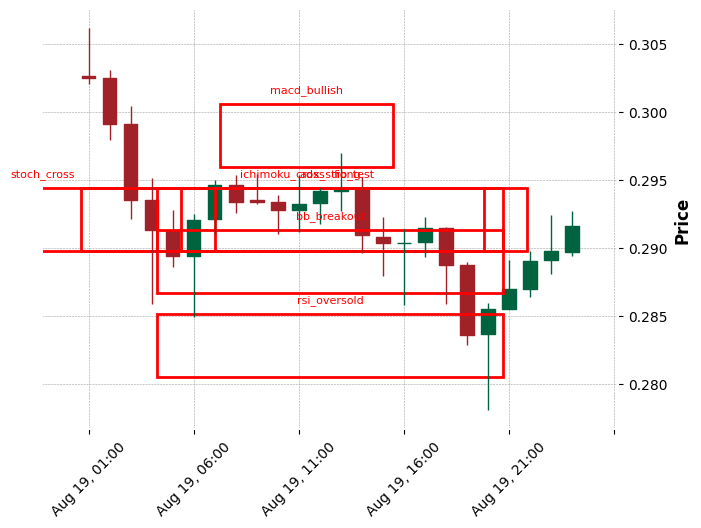 macd_bullish
stoch_cross
fib_test
bb_breakout
rsi_oversold
0.305
0.300
0.295
0.290
0.285
0.280
Price
Aug 19, 01:00
Aug 19, 06:00
Aug 19, 11:00
Aug 19, 16:00
Aug 19, 21:00